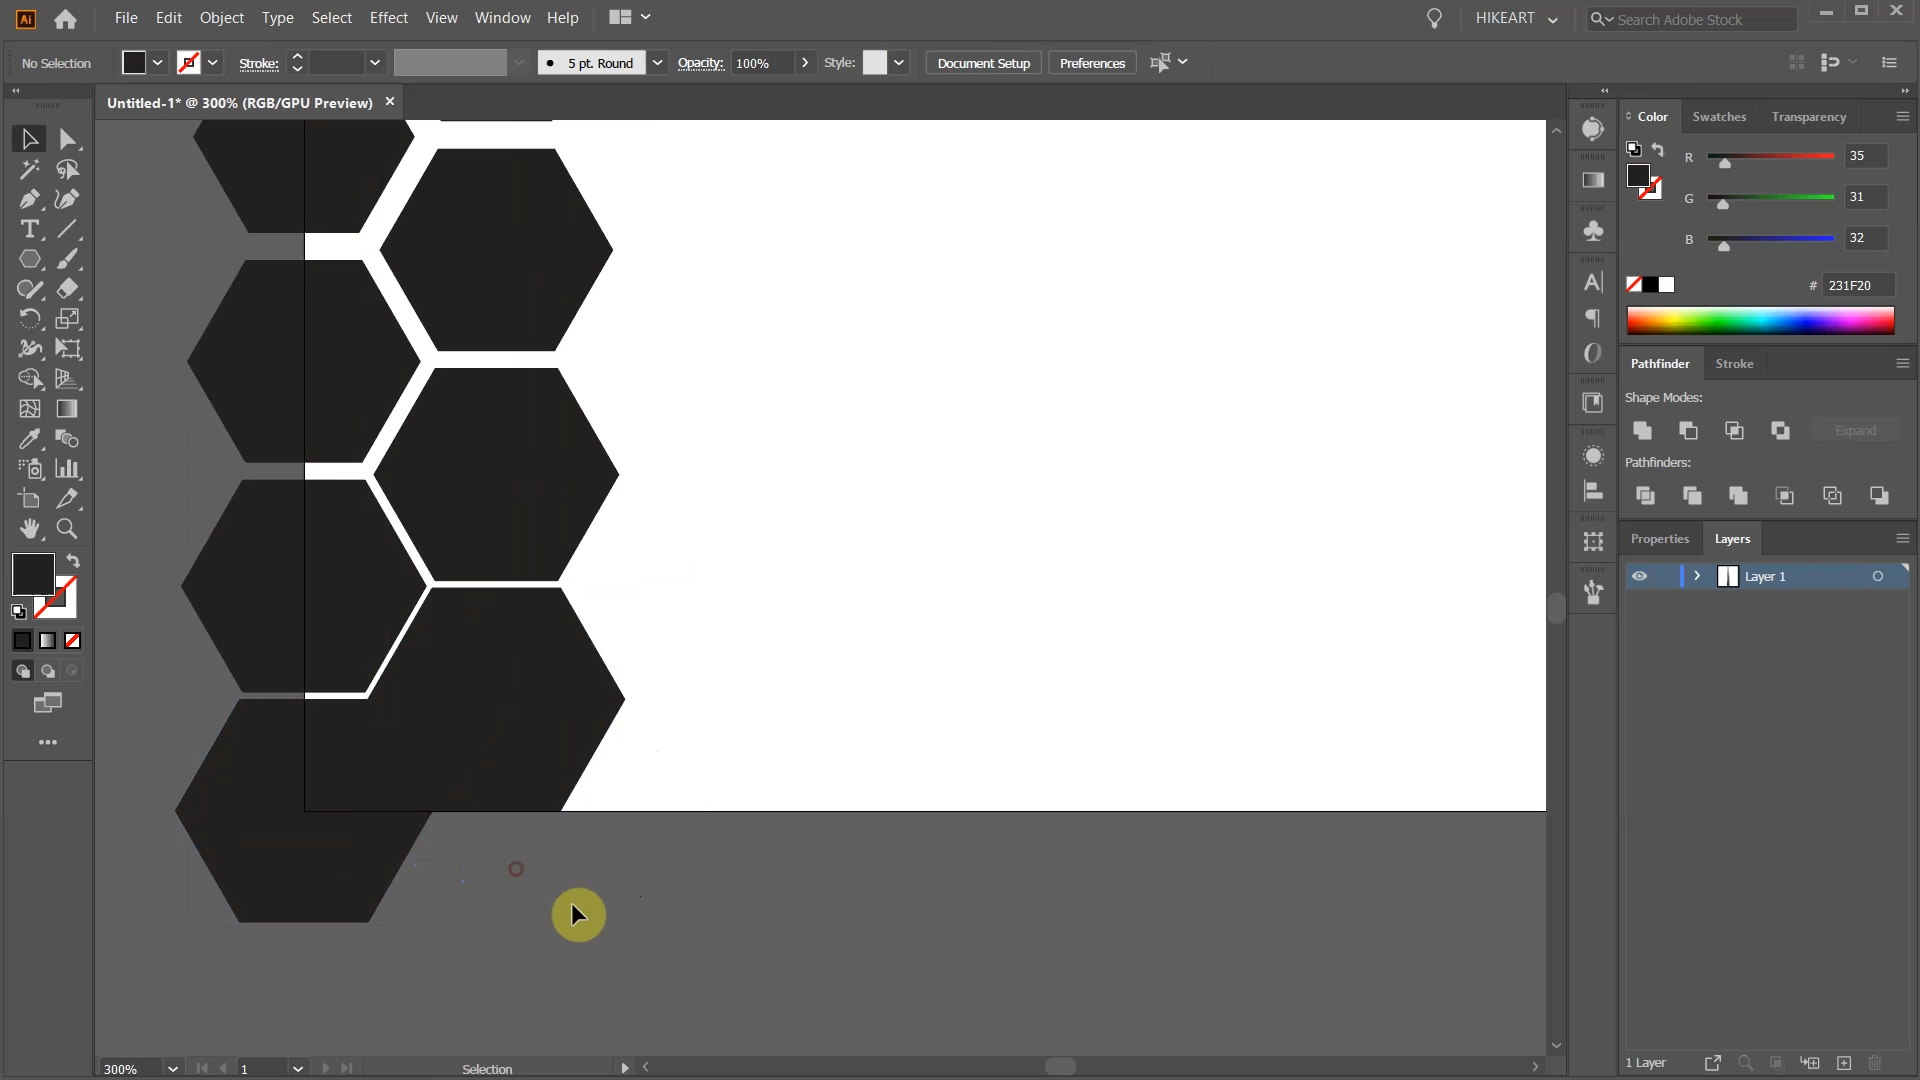 Ai File Edit Object Type Select Effect View Window Help HIKEART Search Adobe Stock
No Selection Stroke: 5 pt. Round Opacity: 100% Style: Document Setup Preferences
Untitled-1* @ 300% (RGB/GPU Preview) ×
Color Swatches Transparency
R 35
G 31
B 32
# 231F20
Pathfinder Stroke
Shape Modes:
Expand
Pathfinders:
Properties Layers
Layer 1
1 Layer
300% 1 Selection